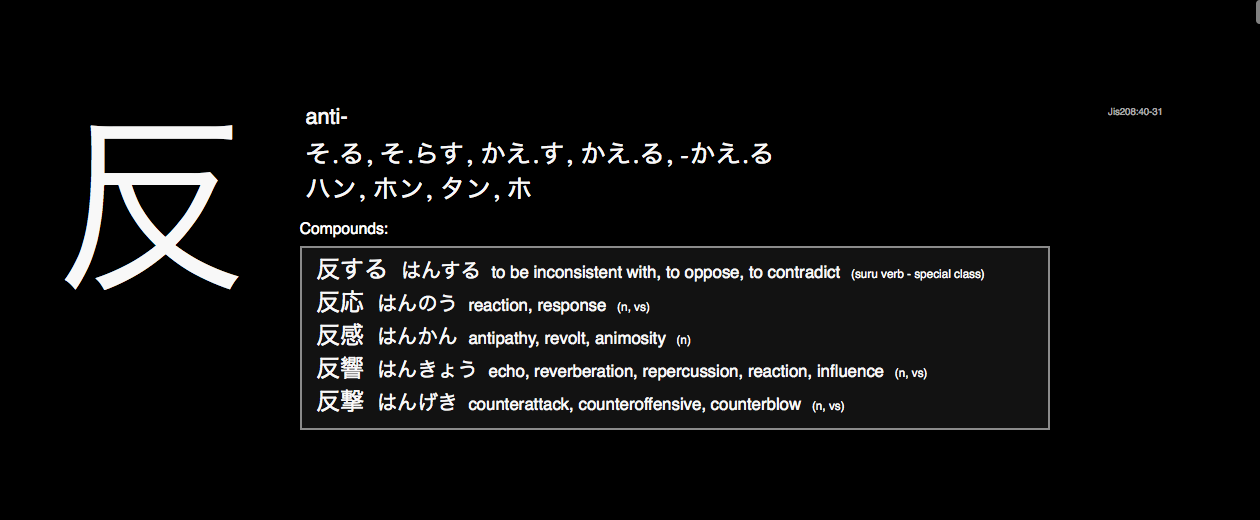 反
anti-
Jis208:40-31
そ.る, そ.らす, かえ.す, かえ.る, -かえ.る
ハン, ホン, タン, ホ
Compounds:
反する はんする to be inconsistent with, to oppose, to contradict (suru verb - special class)
反応 はんのう reaction, response (n, vs)
反感 はんかん antipathy, revolt, animosity (n)
反響 はんきょう echo, reverberation, repercussion, reaction, influence (n, vs)
反撃 はんげき counterattack, counteroffensive, counterblow (n, vs)